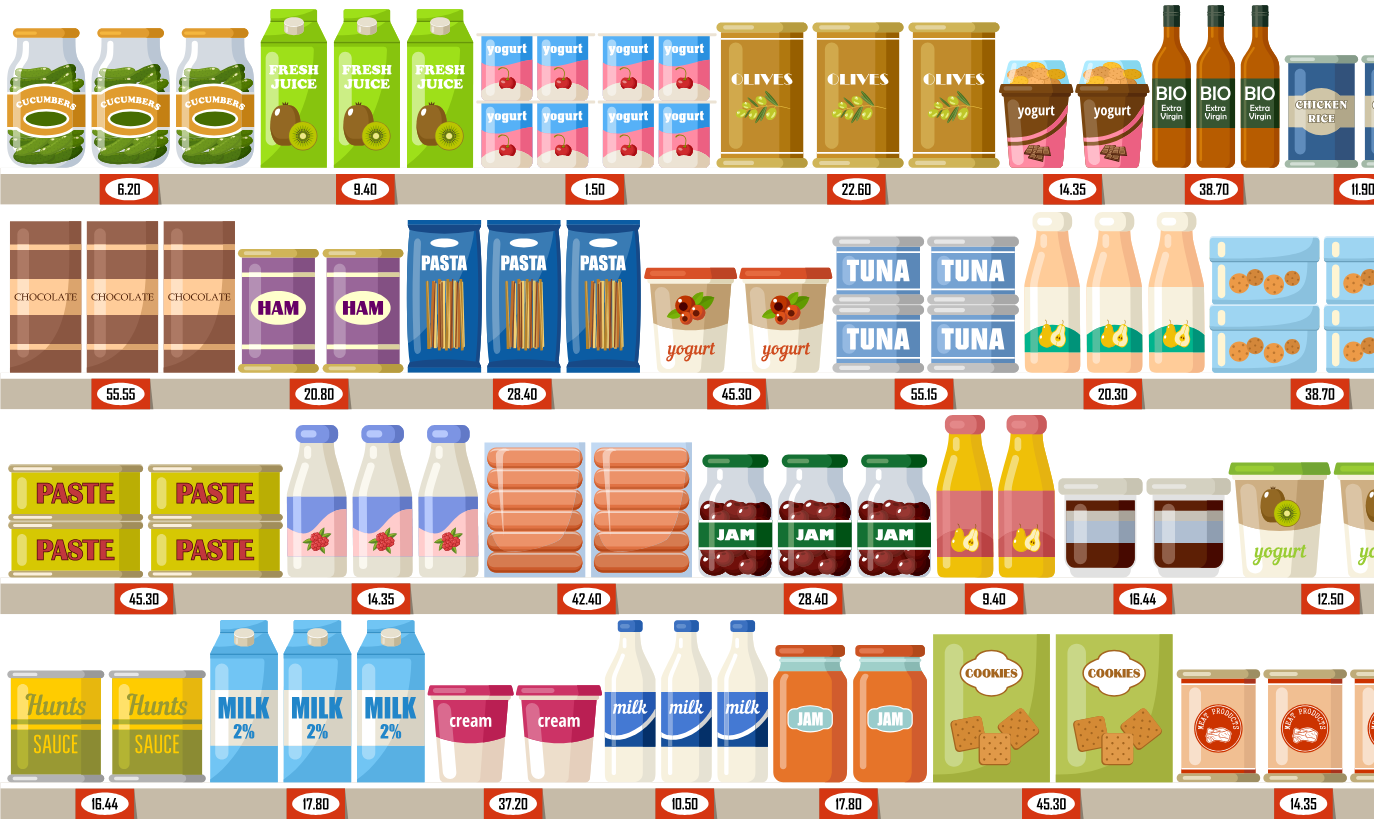 CUCUMBERS
CUCUMBERS
CUCUMBERS
FRESH
JUICE
FRESH
JUICE
FRESH
JUICE
yogurt
yogurt
yogurt
yogurt
yogurt
yogurt
yogurt
yogurt
OLIVES
OLIVES
OLIVES
yogurt
yogurt
BIO
Extra
Virgin
BIO
Extra
Virgin
BIO
Extra
Virgin
CHICKEN
RICE
6.20
9.40
1.50
22.60
14.35
38.70
11.90
CHOCOLATE
CHOCOLATE
CHOCOLATE
HAM
HAM
PASTA
PASTA
PASTA
yogurt
yogurt
TUNA
TUNA
TUNA
TUNA
55.55
20.80
28.40
45.30
55.15
20.30
38.70
PASTE
PASTE
PASTE
PASTE
JAM
JAM
JAM
yogurt
yo
45.30
14.35
42.40
28.40
9.40
16.44
12.50
Hunts
SAUCE
Hunts
SAUCE
MILK
2%
MILK
2%
MILK
2%
cream
cream
milk
milk
milk
JAM
JAM
COOKIES
COOKIES
MEAT PRODUCTS
MEAT PRODUCTS
16.44
17.80
37.20
10.50
17.80
45.30
14.35